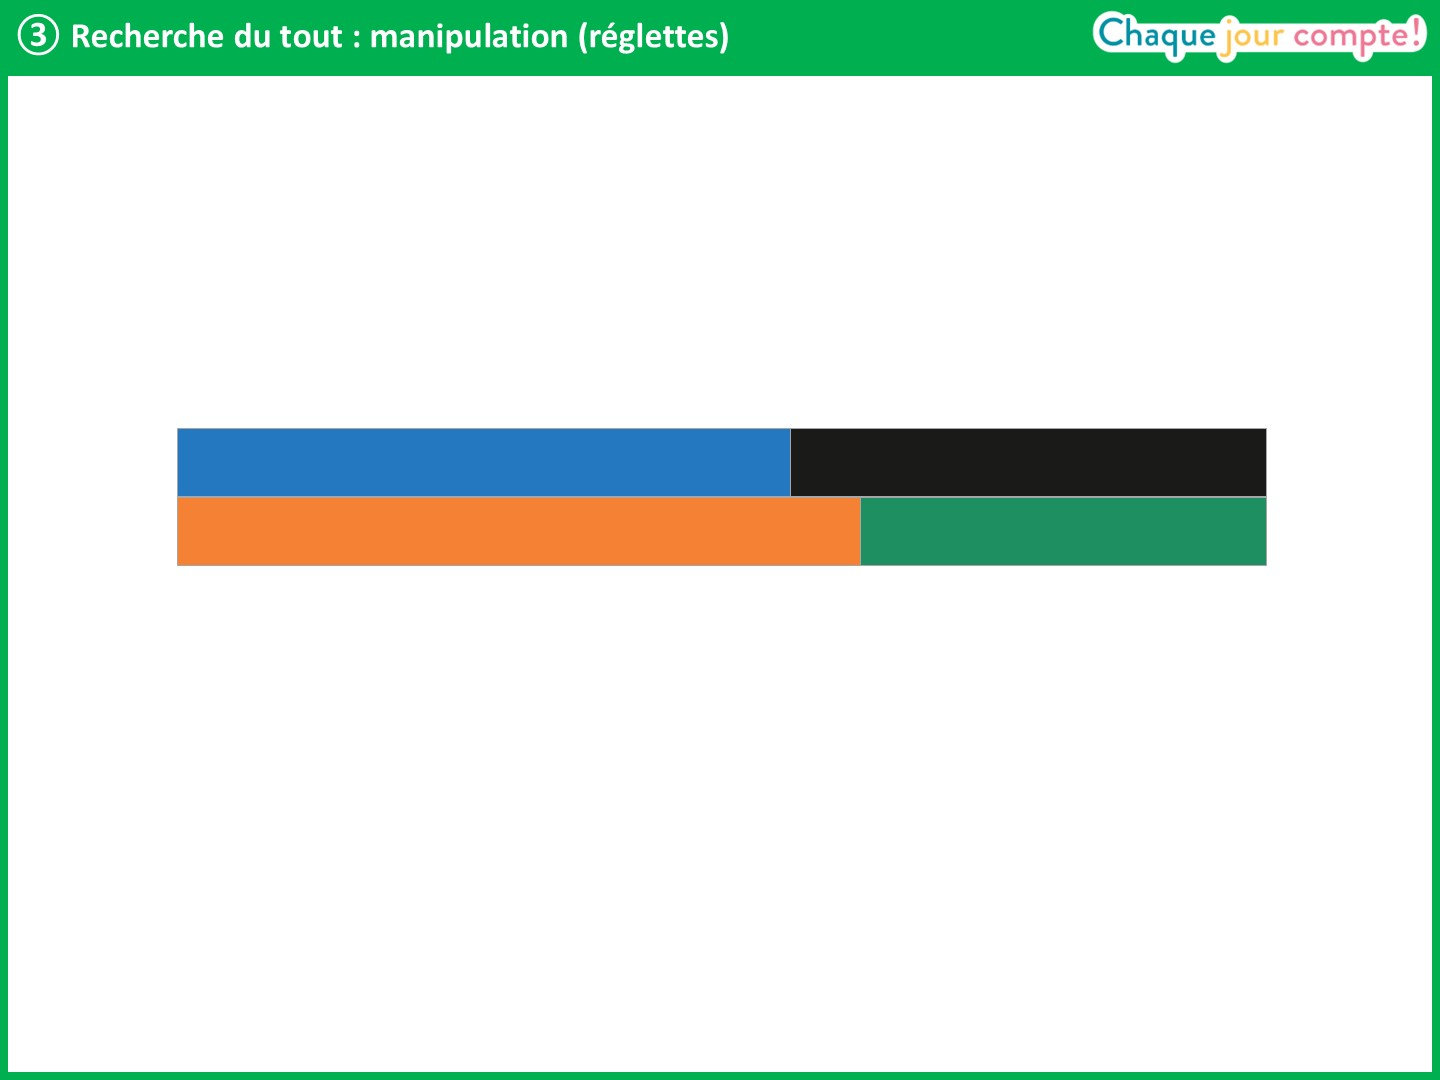 ③ Recherche du tout : manipulation (réglettes)
Chaque jour compte!